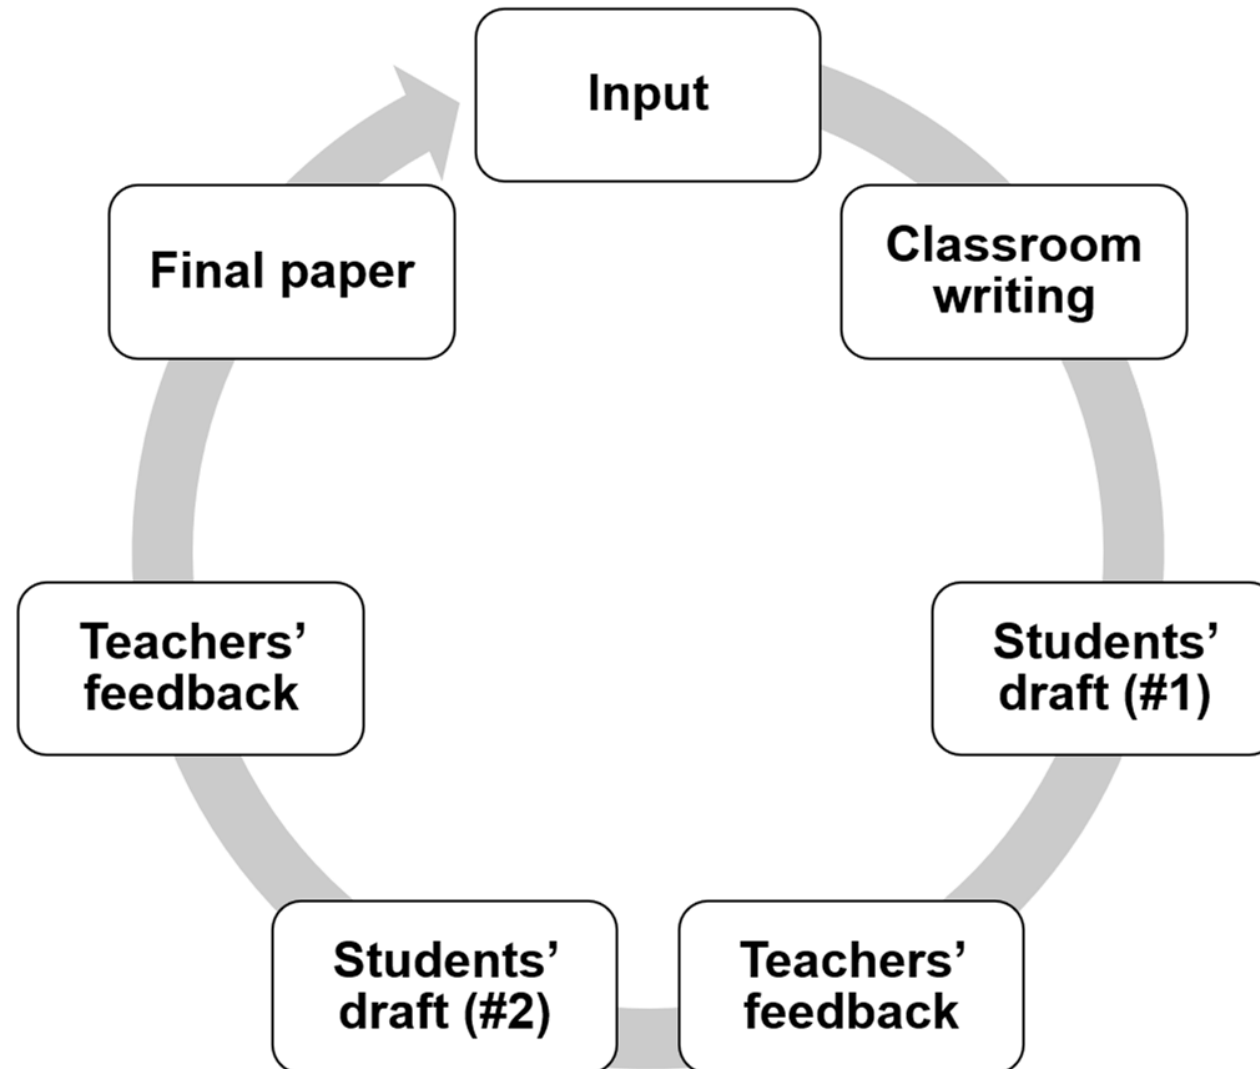 Input
Classroom
writing
Students’
draft (#1)
Teachers’
feedback
Students’
draft (#2)
Teachers’
feedback
Final paper